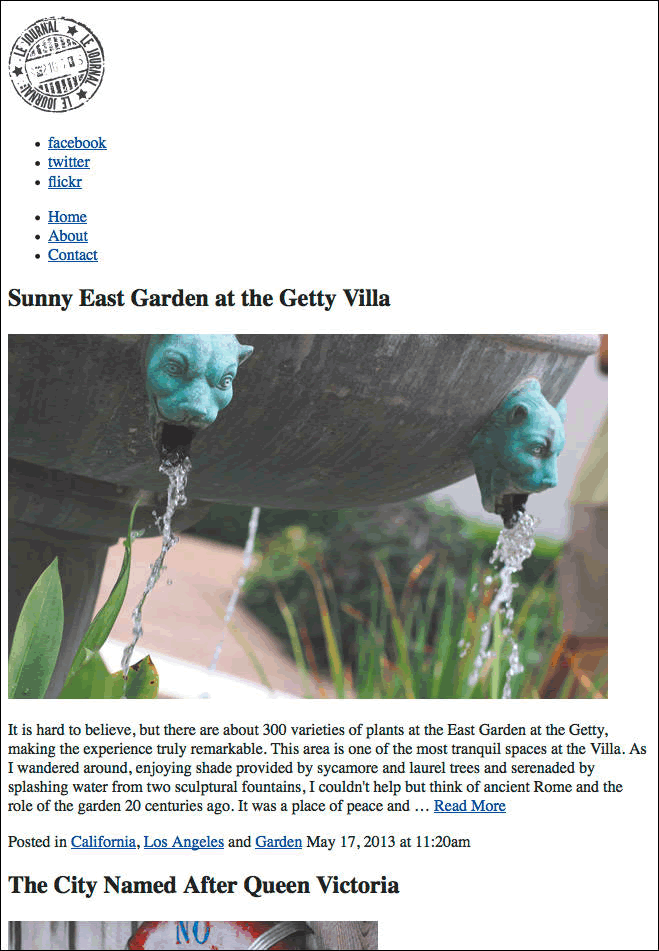 LE JOURNAL
LE JOURNAL
LE JOURNAL
facebook
twitter
flickr
Home
About
Contact
Sunny East Garden at the Getty Villa
It is hard to believe, but there are about 300 varieties of plants at the East Garden at the Getty,
making the experience truly remarkable. This area is one of the most tranquil spaces at the Villa. As
I wandered around, enjoying shade provided by sycamore and laurel trees and serenaded by
splashing water from two sculptural fountains, I couldn't help but think of ancient Rome and the
role of the garden 20 centuries ago. It was a place of peace and … Read More
Posted in California, Los Angeles and Garden May 17, 2013 at 11:20am
The City Named After Queen Victoria
NO